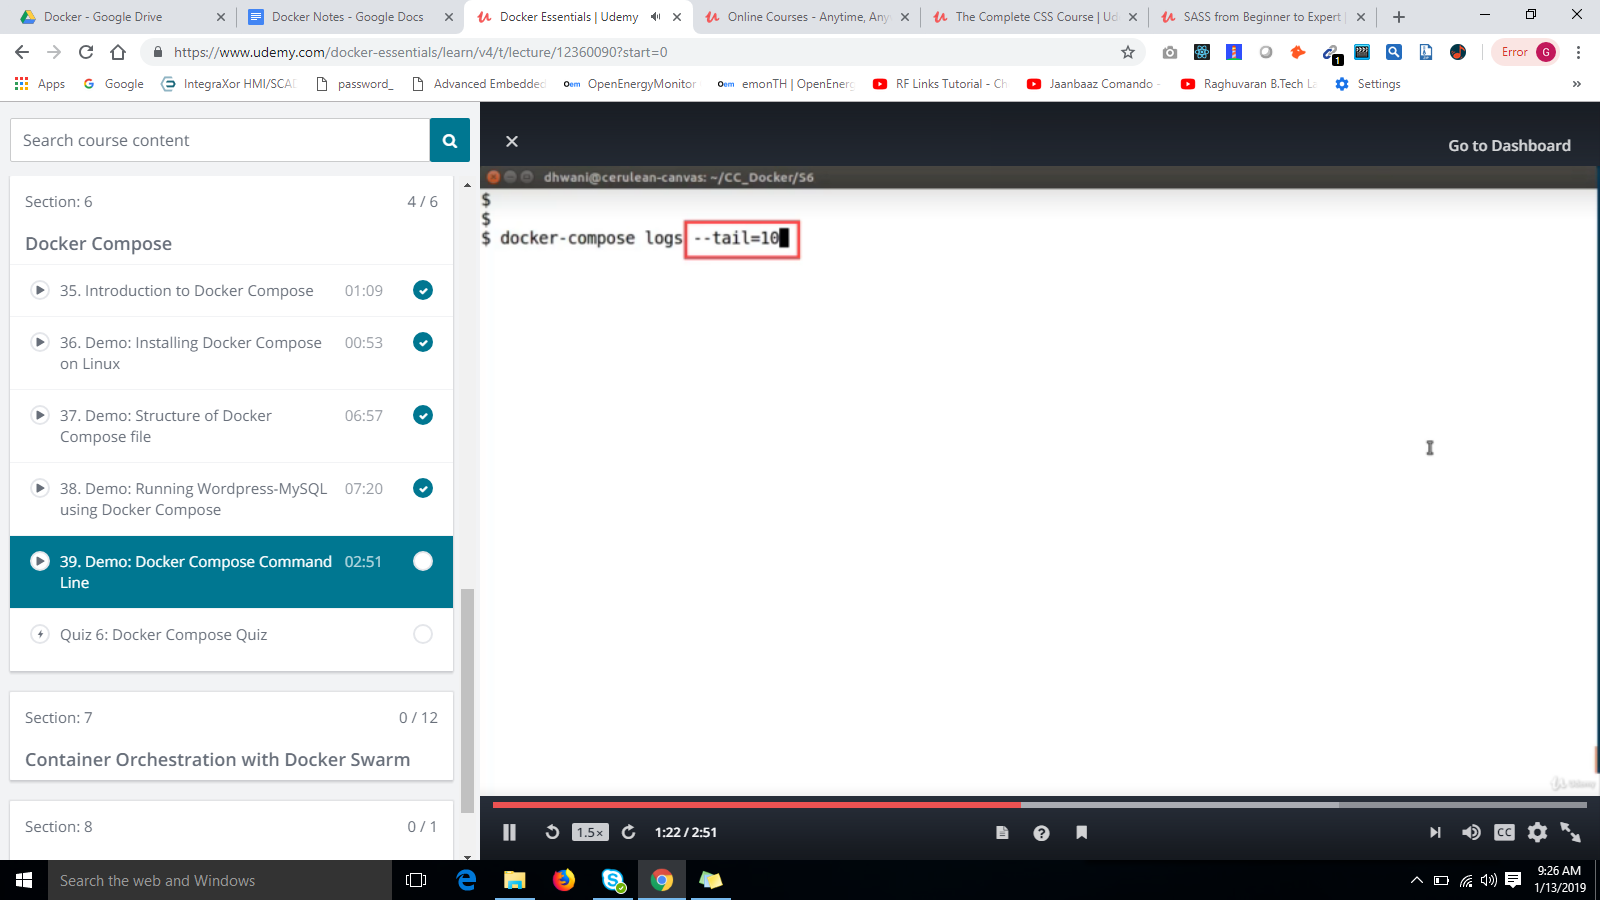 Docker - Google Drive
Docker Notes - Google Docs
Docker Essentials | Udemy
Online Courses - Anytime, Any
The Complete CSS Course | Ud
SASS from Beginner to Expert |
https://www.udemy.com/docker-essentials/learn/v4/t/lecture/12360090?start=0
1
Error
G
Apps
G Google
IntegraXor HMI/SCA
password_
Advanced Embedded
Oem OpenEnergyMonitor
Oem emonTH | OpenEnerg
RF Links Tutorial - Ch
Jaanbaaz Comando -
Raghuvaran B.Tech L
Settings
»
Search course content
Go to Dashboard
Section: 6
4 / 6
Docker Compose
35. Introduction to Docker Compose
01:09
36. Demo: Installing Docker Compose
on Linux
00:53
37. Demo: Structure of Docker
Compose file
06:57
38. Demo: Running Wordpress-MySQL
using Docker Compose
07:20
39. Demo: Docker Compose Command
Line
02:51
Quiz 6: Docker Compose Quiz
Section: 7
0 / 12
Container Orchestration with Docker Swarm
Section: 8
0 / 1
dhwani@cerulean-canvas: ~/CC_Docker/S6
$
$
$ docker-compose logs --tail=10
Udemy
1.5×
1:22 / 2:51
CC
Search the web and Windows
9:26 AM
1/13/2019